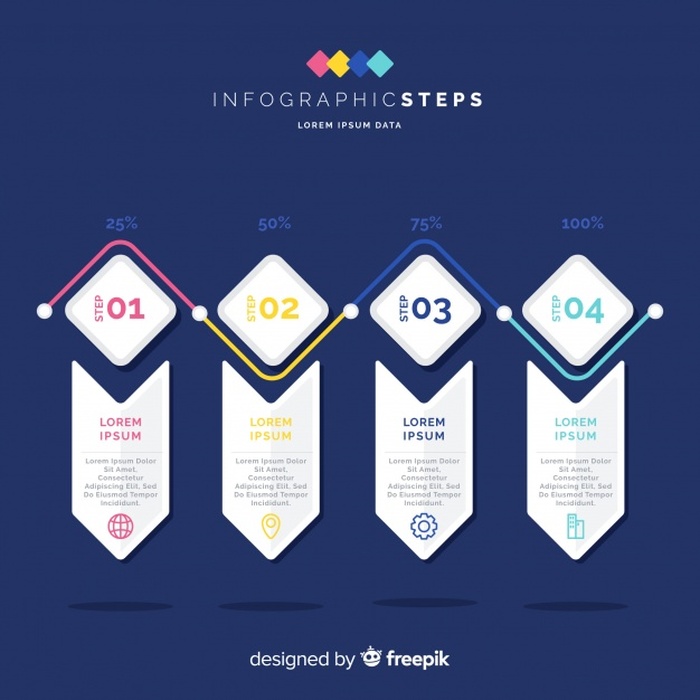 INFOGRAPHICSTEPS
LOREM IPSUM DATA
25%
50%
75%
100%
STEP 01
STEP 02
STEP 03
STEP 04
LOREM
IPSUM
Lorem Ipsum Dolor
Sit Amet,
Consectetur
Adipiscing Elit, Sed
Do Eiusmod Tempor
Incididunt.
LOREM
IPSUM
Lorem Ipsum Dolor
Sit Amet,
Consectetur
Adipiscing Elit, Sed
Do Eiusmod Tempor
Incididunt.
LOREM
IPSUM
Lorem Ipsum Dolor
Sit Amet,
Consectetur
Adipiscing Elit, Sed
Do Eiusmod Tempor
Incididunt.
LOREM
IPSUM
Lorem Ipsum Dolor
Sit Amet,
Consectetur
Adipiscing Elit, Sed
Do Eiusmod Tempor
Incididunt.
designed by freepik